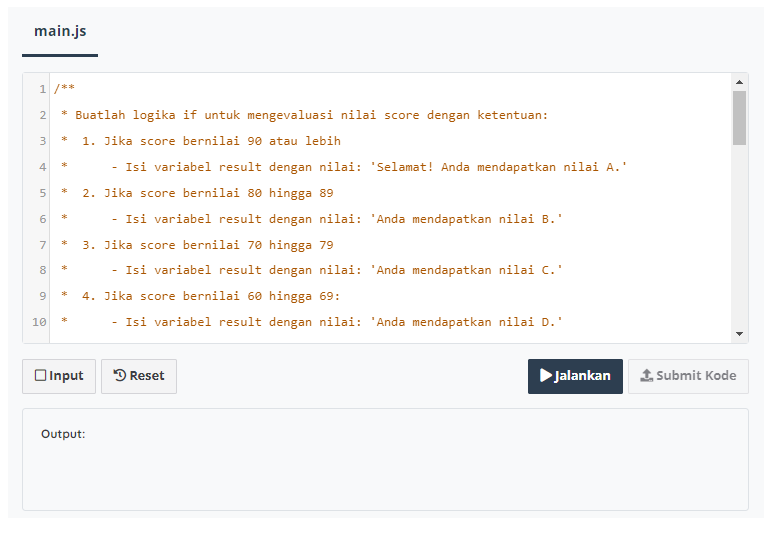 main.js
1 /**
2  * Buatlah logika if untuk mengevaluasi nilai score dengan ketentuan:
3  *  1. Jika score bernilai 90 atau lebih
4  *      - Isi variabel result dengan nilai: 'Selamat! Anda mendapatkan nilai A.'
5  *  2. Jika score bernilai 80 hingga 89
6  *      - Isi variabel result dengan nilai: 'Anda mendapatkan nilai B.'
7  *  3. Jika score bernilai 70 hingga 79
8  *      - Isi variabel result dengan nilai: 'Anda mendapatkan nilai C.'
9  *  4. Jika score bernilai 60 hingga 69:
10  *      - Isi variabel result dengan nilai: 'Anda mendapatkan nilai D.'
Input Reset Jalankan Submit Kode
Output: